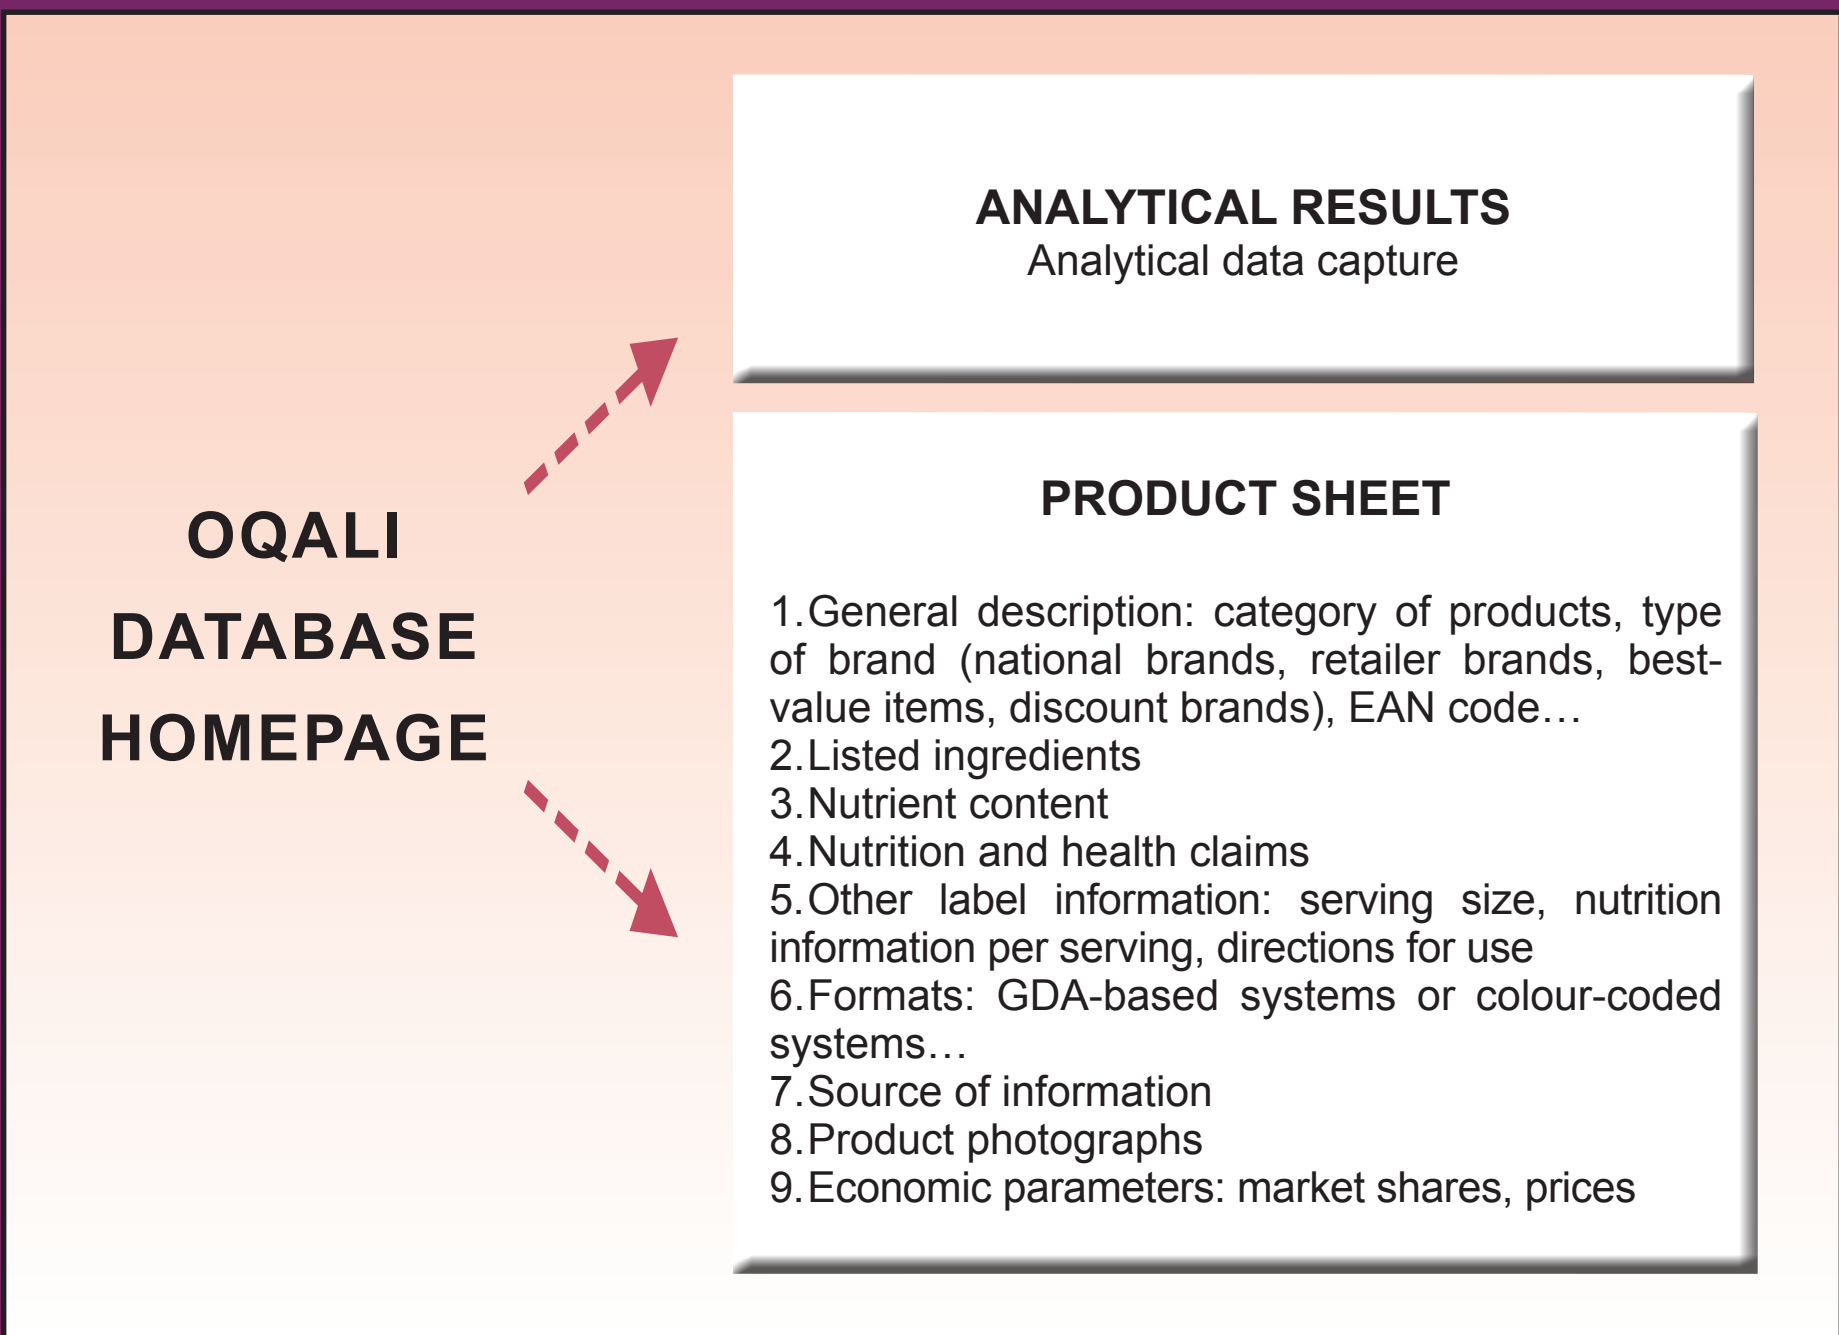 OQALI
DATABASE
HOMEPAGE
ANALYTICAL RESULTS
Analytical data capture
PRODUCT SHEET
1.General description: category of products, type
of brand (national brands, retailer brands, best-
value items, discount brands), EAN code…
2.Listed ingredients
3.Nutrient content
4.Nutrition and health claims
5.Other label information: serving size, nutrition
information per serving, directions for use
6.Formats: GDA-based systems or colour-coded
systems…
7.Source of information
8.Product photographs
9.Economic parameters: market shares, prices